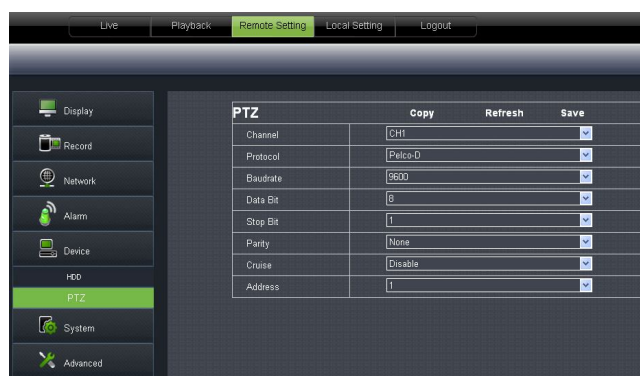 Live Playback Remote Setting Local Setting Logout
Display
Record
Network
Alarm
Device
HDD
PTZ
System
Advanced
PTZ Copy Refresh Save
Channel CH1
Protocol Pelco-D
Baudrate 9600
Data Bit 8
Stop Bit 1
Parity None
Cruise Disable
Address 1